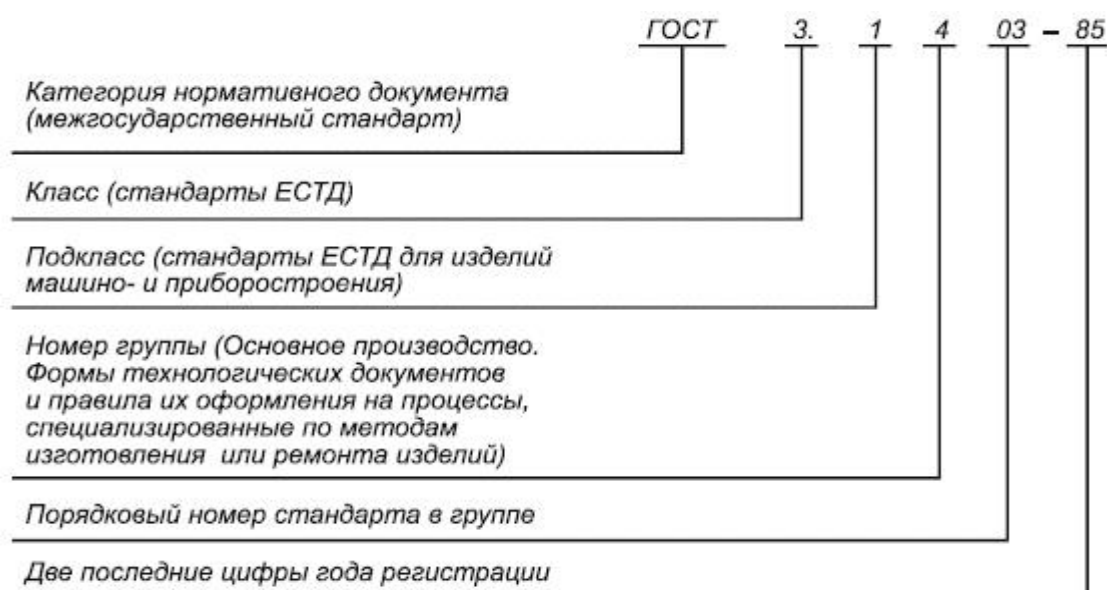 ГОСТ 3. 1 4 03 – 85
Категория нормативного документа
(межгосударственный стандарт)
Класс (стандарты ЕСТД)
Подкласс (стандарты ЕСТД для изделий
машино- и приборостроения)
Номер группы (Основное производство.
Формы технологических документов
и правила их оформления на процессы,
специализированные по методам
изготовления или ремонта изделий)
Порядковый номер стандарта в группе
Две последние цифры года регистрации